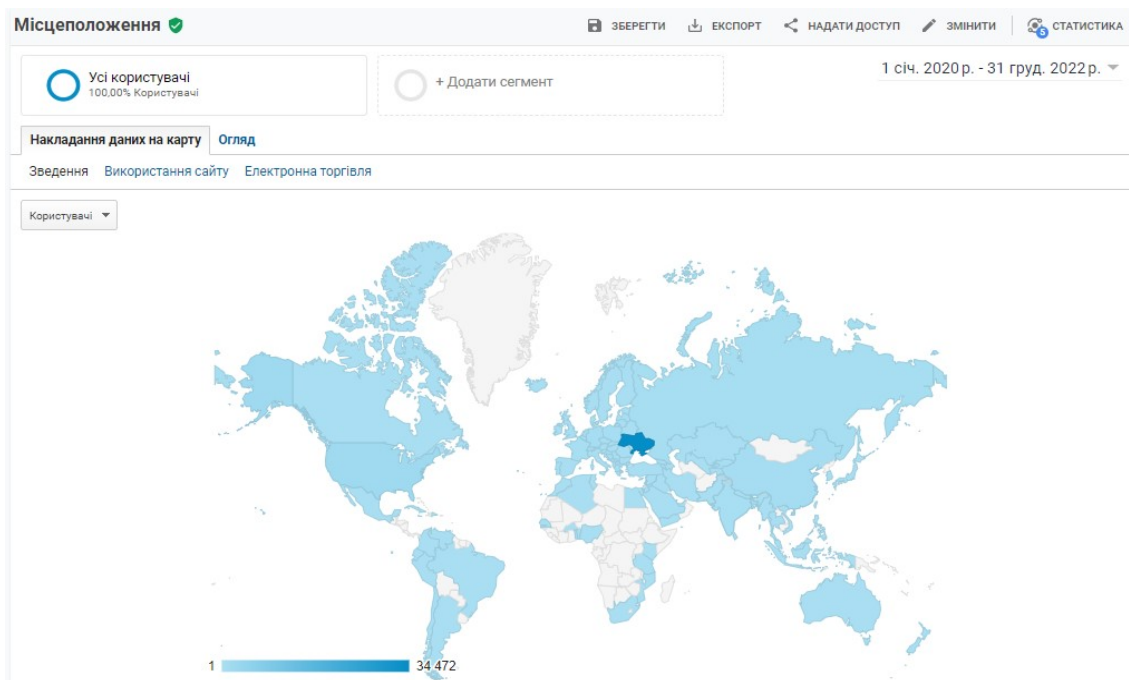 Місцеположення
ЗБЕРЕГТИ ЕКСПОРТ НАДАТИ ДОСТУП ЗМІНИТИ 5 СТАТИСТИКА
Усі користувачі
100,00% Користувачі
+ Додати сегмент
1 січ. 2020 р. - 31 груд. 2022 р.
Накладання даних на карту Огляд
Зведення Використання сайту Електронна торгівля
Користувачі
1 34 472